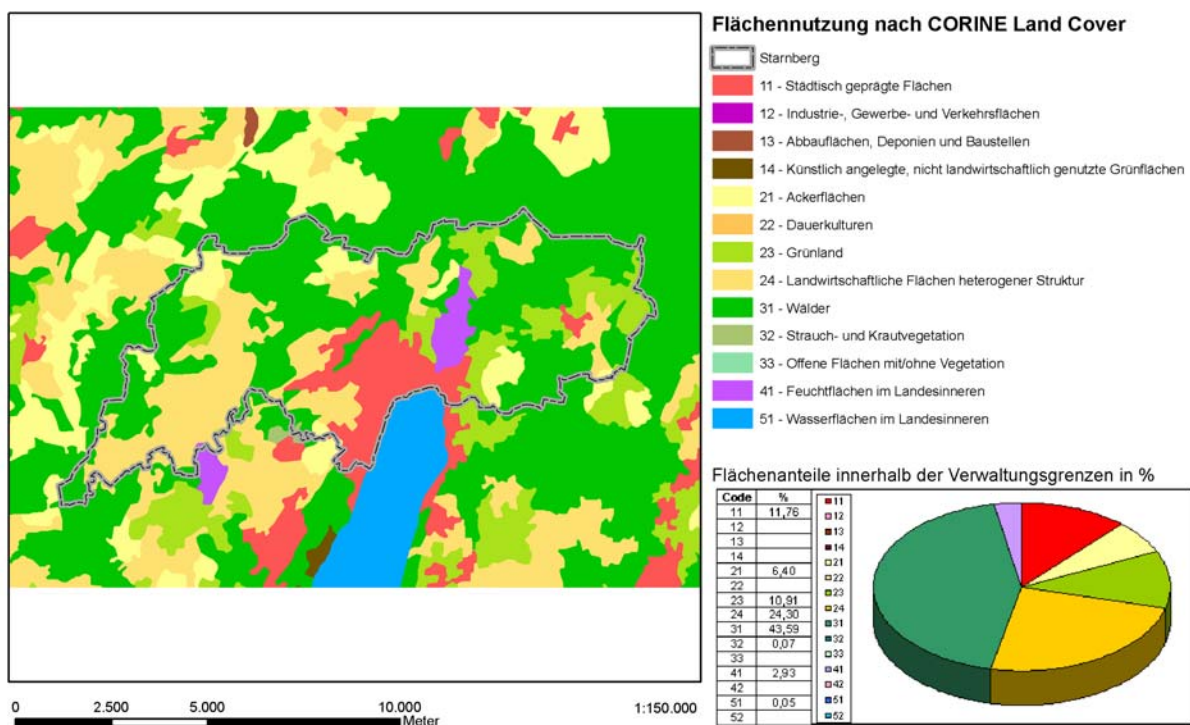 Flächennutzung nach CORINE Land Cover
Starnberg
11 - Städtisch geprägte Flächen
12 - Industrie-, Gewerbe- und Verkehrsflächen
13 - Abbauflächen, Deponien und Baustellen
14 - Künstlich angelegte, nicht landwirtschaftlich genutzte Grünflächen
21 - Ackerflächen
22 - Dauerkulturen
23 - Grünland
24 - Landwirtschaftliche Flächen heterogener Struktur
31 - Wälder
32 - Strauch- und Krautvegetation
33 - Offene Flächen mit/ohne Vegetation
41 - Feuchtflächen im Landesinneren
51 - Wasserflächen im Landesinneren
Flächenanteile innerhalb der Verwaltungsgrenzen in %
Code %
11 11,76
12
13
14
21 6,40
22
23 10,91
24 24,30
31 43,59
32 0,07
33
41 2,93
42
51 0,05
52
11
12
13
14
21
22
23
24
31
32
33
41
42
51
52
0 2.500 5.000 10.000
Meter
1:150.000